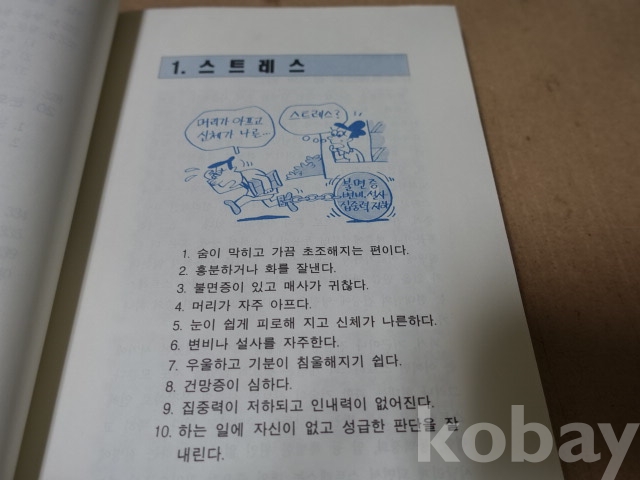 1. 스트레스
머리가 아프고
신체가 나른...
스트레스?
불면증
변비, 설사
집중력 저하
1. 숨이 막히고 가끔 초조해지는 편이다.
2. 흥분하거나 화를 잘낸다.
3. 불면증이 있고 매사가 귀찮다.
4. 머리가 자주 아프다.
5. 눈이 쉽게 피로해 지고 신체가 나른하다.
6. 변비나 설사를 자주한다.
7. 우울하고 기분이 침울해지기 쉽다.
8. 건망증이 심하다.
9. 집중력이 저하되고 인내력이 없어진다.
10. 하는 일에 자신이 없고 성급한 판단을 잘
내린다.
kobay